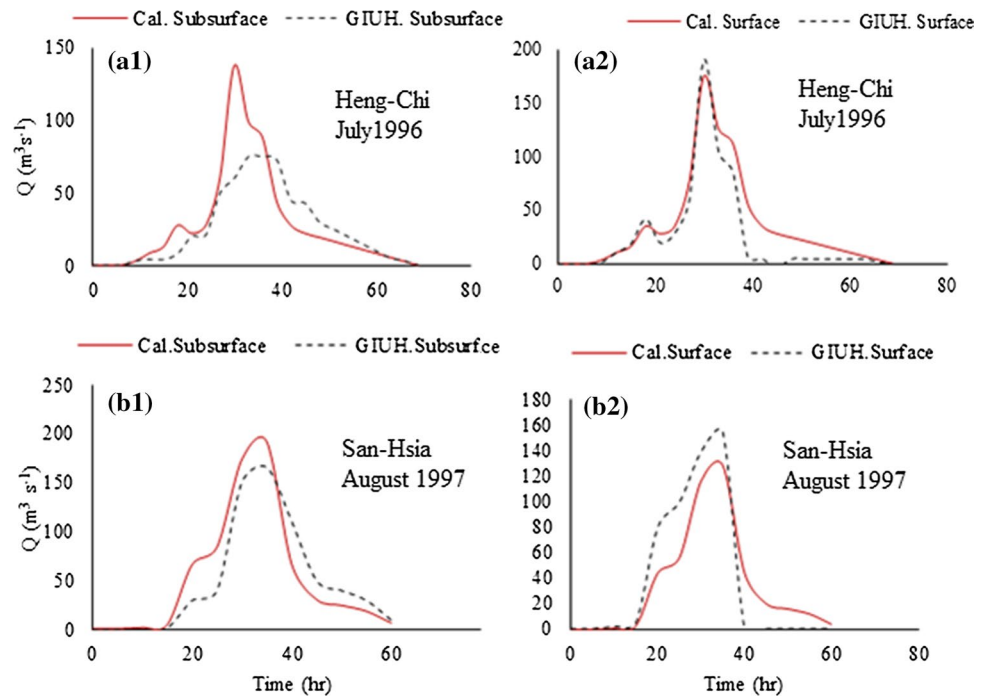 Cal. Subsurface GIUH. Subsurface
(a1)
Heng-Chi
July1996
Q (m³s-¹)
150
100
50
0
0 20 40 60 80
Cal. Surface GIUH. Surface
(a2)
Heng-Chi
July 1996
200
150
100
50
0
0 20 40 60 80
Cal.Subsurface GIUH.Subsurfce
(b1)
San-Hsia
August 1997
Q (m³ s-¹)
250
200
150
100
50
0
0 20 40 60
Time (hr)
Cal.Surface GIUH.Surface
(b2)
San-Hsia
August 1997
180
160
140
120
100
80
60
40
20
0
0 20 40 60 80
Time (hr)